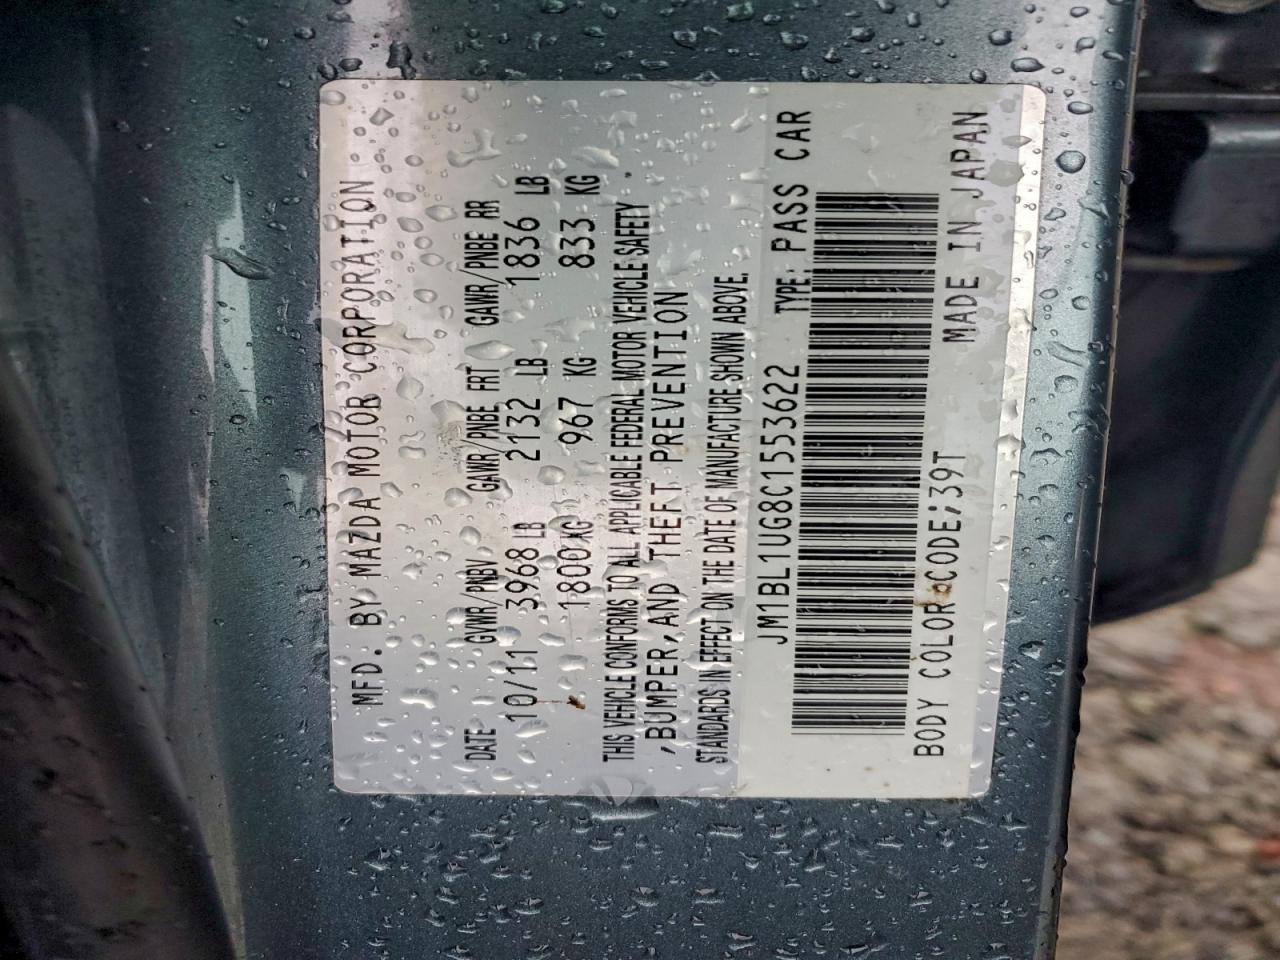 MFD. BY MAZDA MOTOR CORPORATION
DATE GVWR/PNBV GAWR/PNBE FRT GAWR/PNBE RR
10/11 3968 LB 2132 LB 1836 LB
1800 KG 967 KG 833 KG
THIS VEHICLE CONFORMS TO ALL APPLICABLE FEDERAL MOTOR VEHICLE SAFETY
,BUMPER,AND THEFT PREVENTION
STANDARDS IN EFFECT ON THE DATE OF MANUFACTURE SHOWN ABOVE.
JM1BL1UG8C1553622 TYPE: PASS CAR
BODY COLOR CODE;39T MADE IN JAPAN